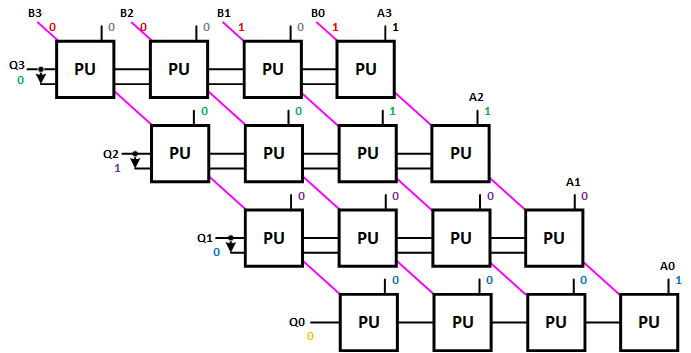 B3 B2 B1 B0 A3
0 0 0 0 1 0 1 1
Q3 PU PU PU PU
0
A2
0 0 1 1
Q2 PU PU PU PU
1
A1
0 0 0 0
Q1 PU PU PU PU
0
A0
0 0 0 1
Q0 PU PU PU PU
0